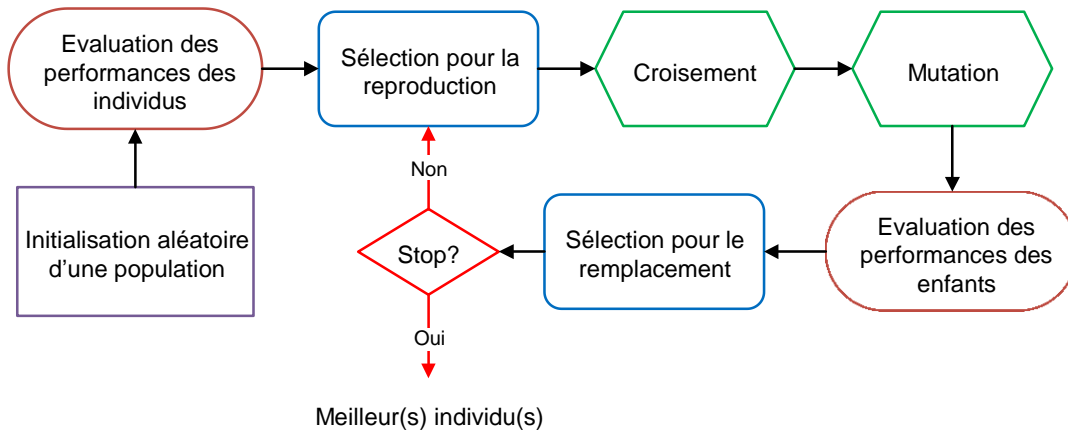 Evaluation des
performances des
individus
Sélection pour la
reproduction
Croisement
Mutation
Non
Initialisation aléatoire
d’une population
Stop?
Sélection pour le
remplacement
Evaluation des
performances des
enfants
Oui
Meilleur(s) individu(s)